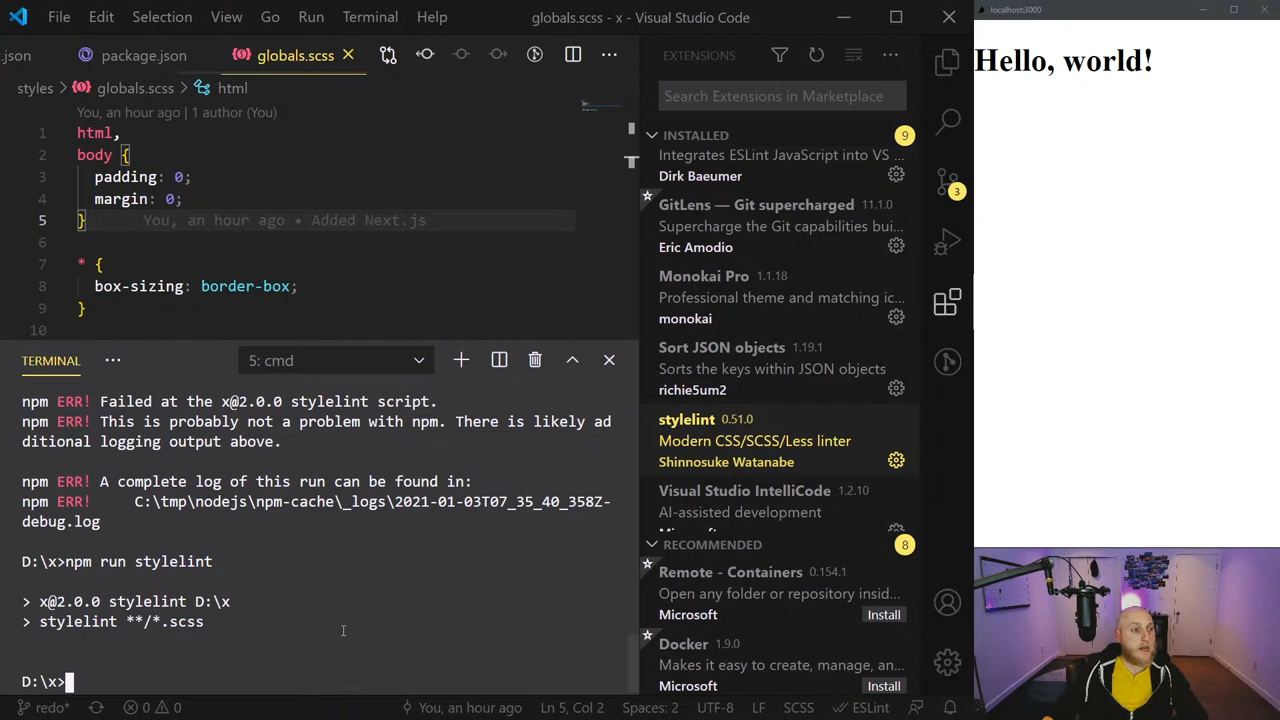 File Edit Selection View Go Run Terminal Help
globals.scss - x - Visual Studio Code
localhost:3000
.json
package.json
globals.scss
styles > globals.scss > html
You, an hour ago | 1 author (You)
1 html,
2 body {
3 padding: 0;
4 margin: 0;
5 } You, an hour ago • Added Next.js
6
7 * {
8 box-sizing: border-box;
9 }
10
TERMINAL
5: cmd
npm ERR! Failed at the x@2.0.0 stylelint script.
npm ERR! This is probably not a problem with npm. There is likely ad
ditional logging output above.
npm ERR! A complete log of this run can be found in:
npm ERR! C:\tmp\nodejs\npm-cache\_logs\2021-01-03T07_35_40_358Z-
debug.log
D:\x>npm run stylelint
> x@2.0.0 stylelint D:\x
> stylelint **/*.scss
D:\x>
EXTENSIONS
Search Extensions in Marketplace
INSTALLED
9
Integrates ESLint JavaScript into VS ...
Dirk Baeumer
GitLens — Git supercharged 11.1.0
Supercharge the Git capabilities bui...
Eric Amodio
Monokai Pro 1.1.18
Professional theme and matching ic...
monokai
Sort JSON objects 1.19.1
Sorts the keys within JSON objects
richie5um2
stylelint 0.51.0
Modern CSS/SCSS/Less linter
Shinnosuke Watanabe
Visual Studio IntelliCode 1.2.10
AI-assisted development
RECOMMENDED
8
Remote - Containers 0.154.1
Open any folder or repository insid...
Microsoft
Install
Docker 1.9.0
Makes it easy to create, manage, an...
Microsoft
Install
3
Hello, world!
redo*
0
0
You, an hour ago
Ln 5, Col 2
Spaces: 2
UTF-8
LF
SCSS
ESLint